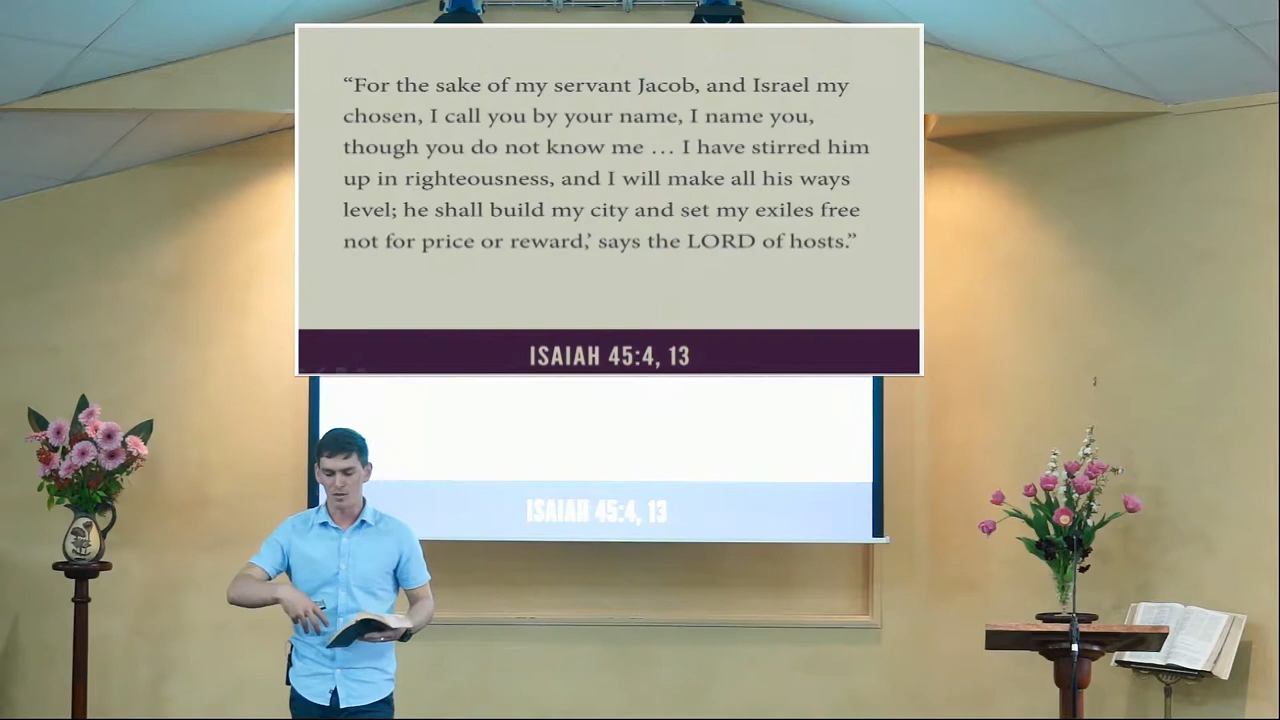 “For the sake of my servant Jacob, and Israel my
chosen, I call you by your name, I name you,
though you do not know me … I have stirred him
up in righteousness, and I will make all his ways
level; he shall build my city and set my exiles free
not for price or reward,’ says the LORD of hosts.”
ISAIAH 45:4, 13
ISAIAH 45:4, 13